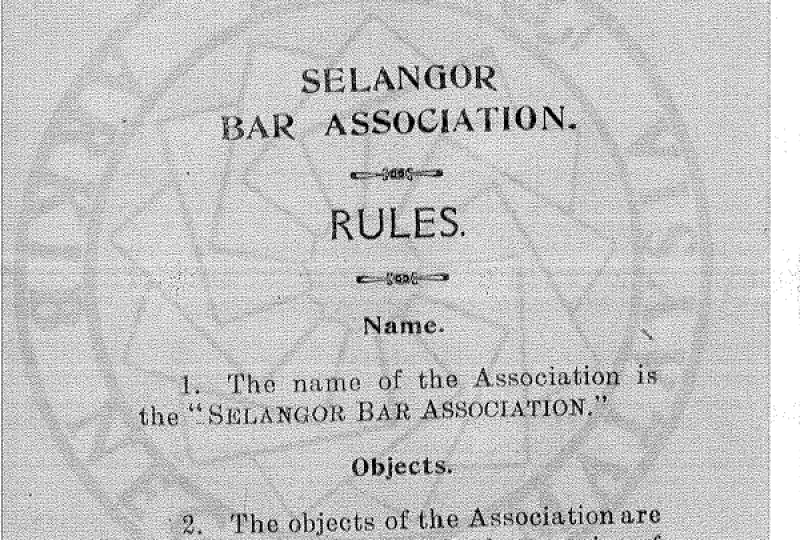 SELANGOR
BAR ASSOCIATION.
RULES.
Name.
1. The name of the Association is
the "SELANGOR BAR ASSOCIATION."
Objects.
2. The objects of the Association are